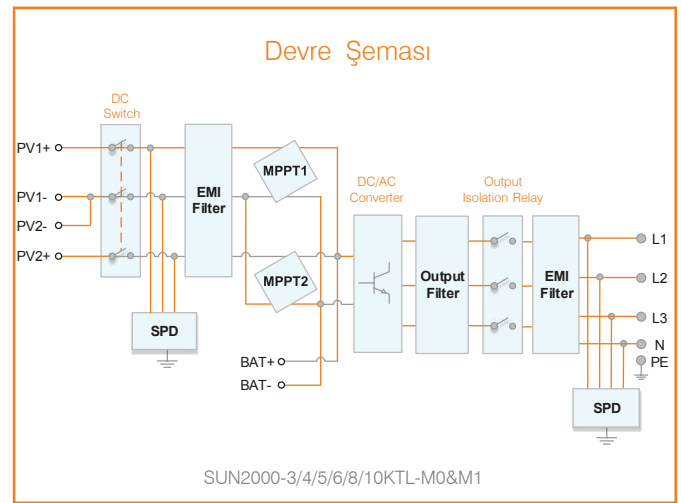 Devre Şeması
DC
Switch
PV1+
PV1-
PV2-
PV2+
EMI
Filter
MPPT1
MPPT2
DC/AC
Converter
Output
Isolation Relay
Output
Filter
EMI
Filter
L1
L2
L3
N
PE
SPD
BAT+
BAT-
SPD
SUN2000-3/4/5/6/8/10KTL-M0&M1